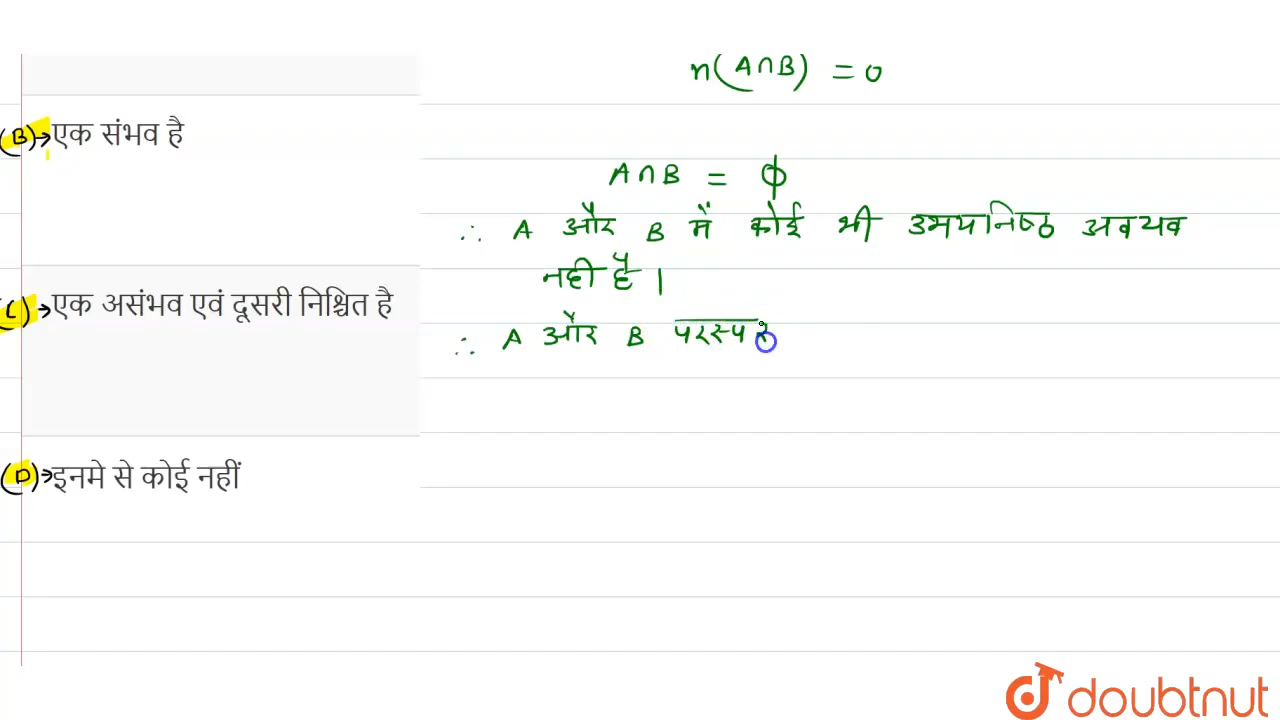 n(A∩B) = 0
(B)→ एक संभव है
A∩B = ϕ
∴ A और B में कोई भी उभयनिष्ठ अवयव
नही है ।
(C)→ एक असंभव एवं दूसरी निश्चित है
∴ A और B परस्पर
(D)→ इनमे से कोई नहीं
doubtnut